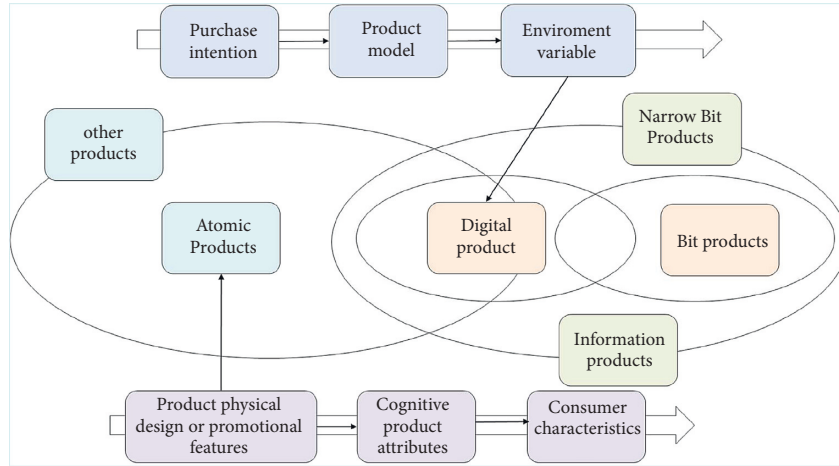 Purchase
intention
Product
model
Enviroment
variable
other
products
Narrow Bit
Products
Atomic
Products
Digital
product
Bit products
Information
products
Product physical
design or promotional
features
Cognitive
product
attributes
Consumer
characteristics